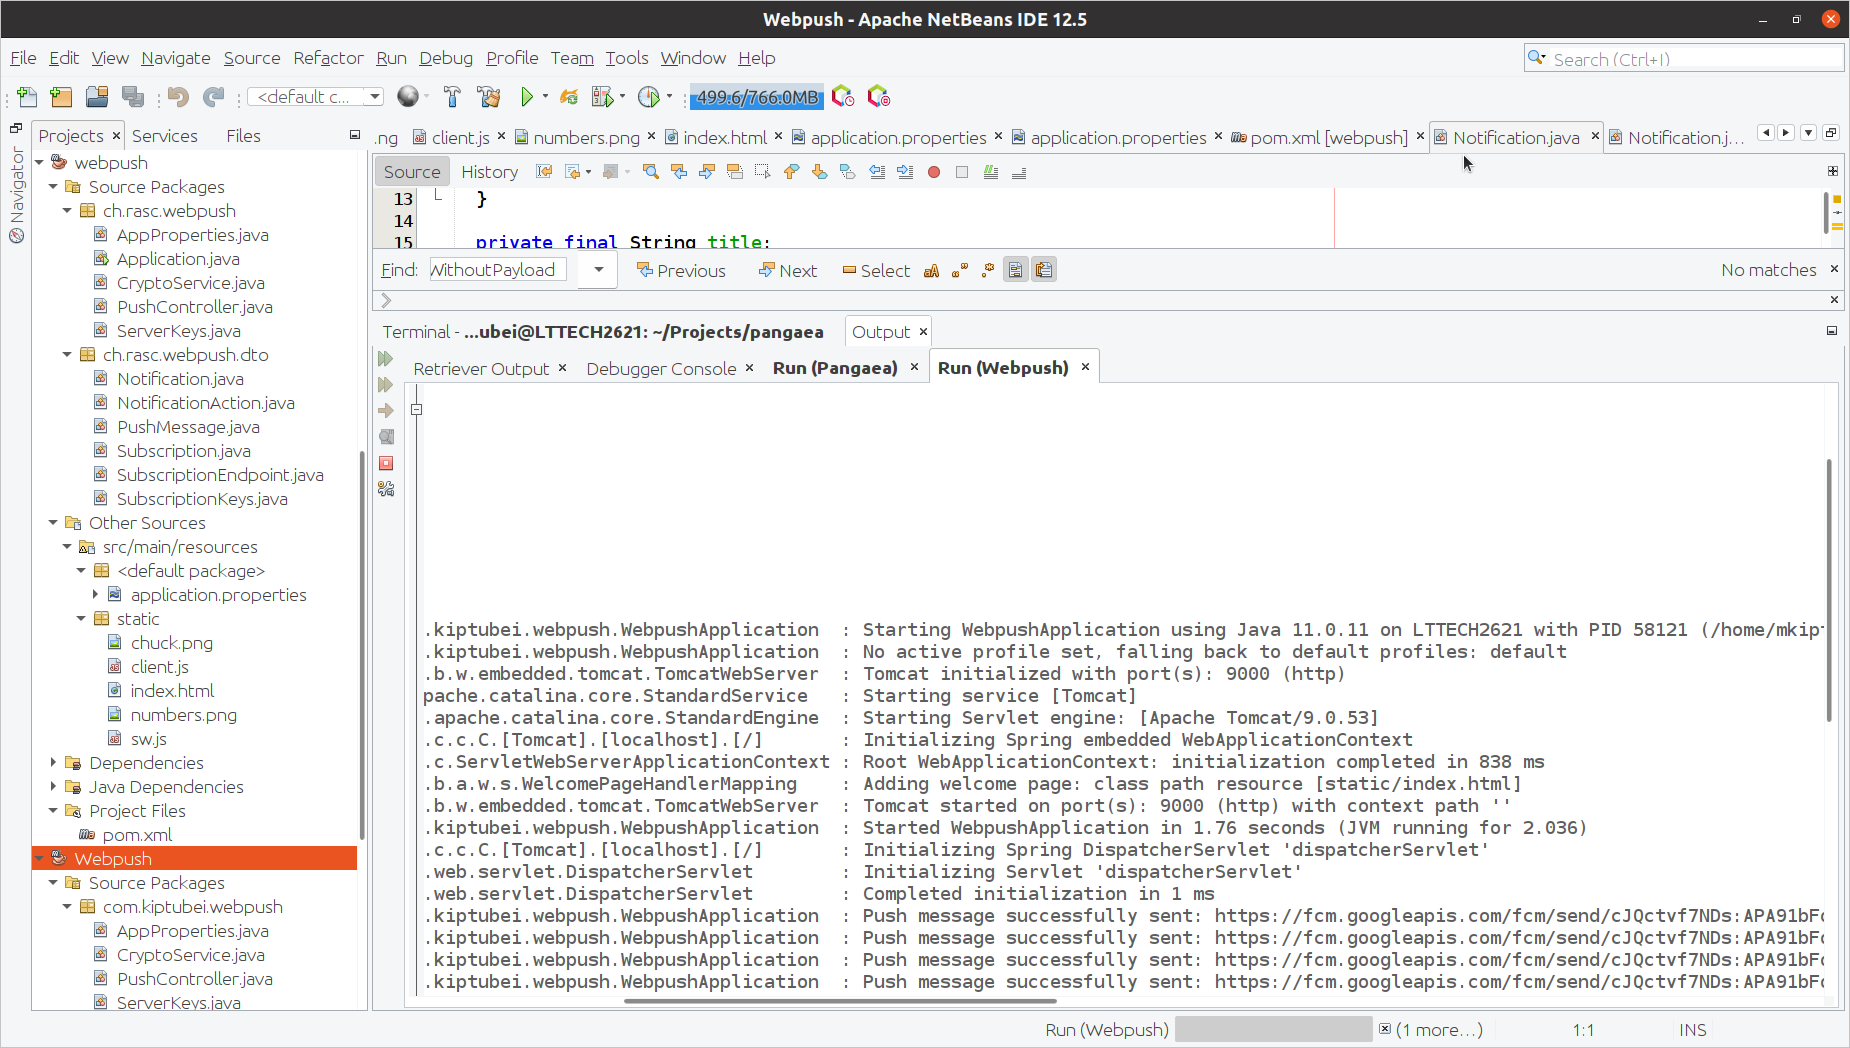 Webpush - Apache NetBeans IDE 12.5
File Edit View Navigate Source Refactor Run Debug Profile Team Tools Window Help
Search (Ctrl+I)
<default c...
499.6/766.0MB
Projects
Services
Files
Navigator
webpush
Source Packages
ch.rasc.webpush
AppProperties.java
Application.java
CryptoService.java
PushController.java
ServerKeys.java
ch.rasc.webpush.dto
Notification.java
NotificationAction.java
PushMessage.java
Subscription.java
SubscriptionEndpoint.java
SubscriptionKeys.java
Other Sources
src/main/resources
<default package>
application.properties
static
chuck.png
client.js
index.html
numbers.png
sw.js
Dependencies
Java Dependencies
Project Files
pom.xml
Webpush
Source Packages
com.kiptubei.webpush
AppProperties.java
CryptoService.java
PushController.java
ServerKeys.java
.ng client.js numbers.png index.html application.properties application.properties pom.xml [webpush] Notification.java Notification.j...
Source History
13 }
14
15 private final String title;
Find: WithoutPayload Previous Next Select No matches
Terminal - ...ubei@LTTECH2621: ~/Projects/pangaea
Output
Retriever Output Debugger Console Run (Pangaea) Run (Webpush)
.kiptubei.webpush.WebpushApplication : Starting WebpushApplication using Java 11.0.11 on LTTECH2621 with PID 58121 (/home/mkip
.kiptubei.webpush.WebpushApplication : No active profile set, falling back to default profiles: default
.b.w.embedded.tomcat.TomcatWebServer : Tomcat initialized with port(s): 9000 (http)
pache.catalina.core.StandardService : Starting service [Tomcat]
.apache.catalina.core.StandardEngine : Starting Servlet engine: [Apache Tomcat/9.0.53]
.c.c.C.[Tomcat].[localhost].[/] : Initializing Spring embedded WebApplicationContext
.c.ServletWebServerApplicationContext : Root WebApplicationContext: initialization completed in 838 ms
.b.a.w.s.WelcomePageHandlerMapping : Adding welcome page: class path resource [static/index.html]
.b.w.embedded.tomcat.TomcatWebServer : Tomcat started on port(s): 9000 (http) with context path ''
.kiptubei.webpush.WebpushApplication : Started WebpushApplication in 1.76 seconds (JVM running for 2.036)
.c.c.C.[Tomcat].[localhost].[/] : Initializing Spring DispatcherServlet 'dispatcherServlet'
.web.servlet.DispatcherServlet : Initializing Servlet 'dispatcherServlet'
.web.servlet.DispatcherServlet : Completed initialization in 1 ms
.kiptubei.webpush.WebpushApplication : Push message successfully sent: https://fcm.googleapis.com/fcm/send/cJQctvf7NDs:APA91bF
.kiptubei.webpush.WebpushApplication : Push message successfully sent: https://fcm.googleapis.com/fcm/send/cJQctvf7NDs:APA91bF
.kiptubei.webpush.WebpushApplication : Push message successfully sent: https://fcm.googleapis.com/fcm/send/cJQctvf7NDs:APA91bF
.kiptubei.webpush.WebpushApplication : Push message successfully sent: https://fcm.googleapis.com/fcm/send/cJQctvf7NDs:APA91bF
Run (Webpush) (1 more...) 1:1 INS